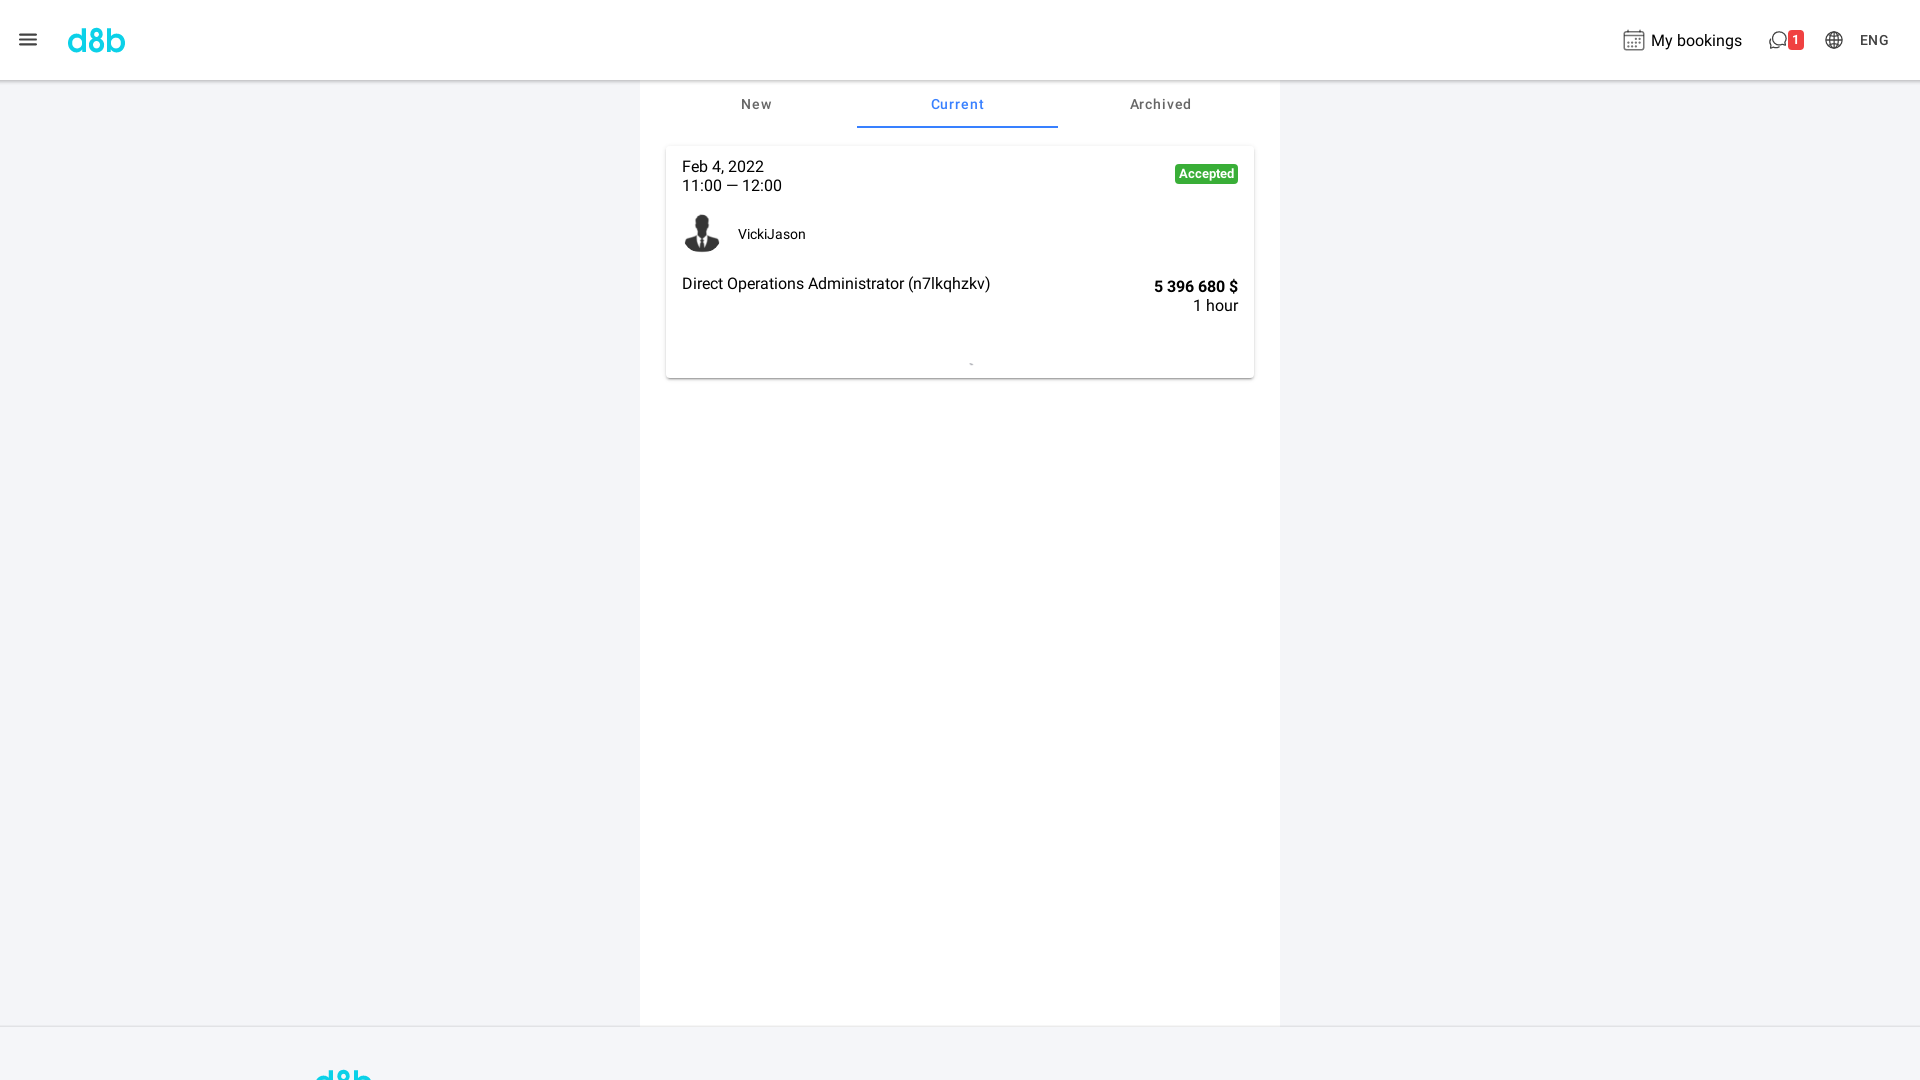 d8b
My bookings
1
ENG
New
Current
Archived
Feb 4, 2022
11:00 — 12:00
Accepted
VickiJason
Direct Operations Administrator (n7lkqhzkv)
5 396 680 $
1 hour
d8b